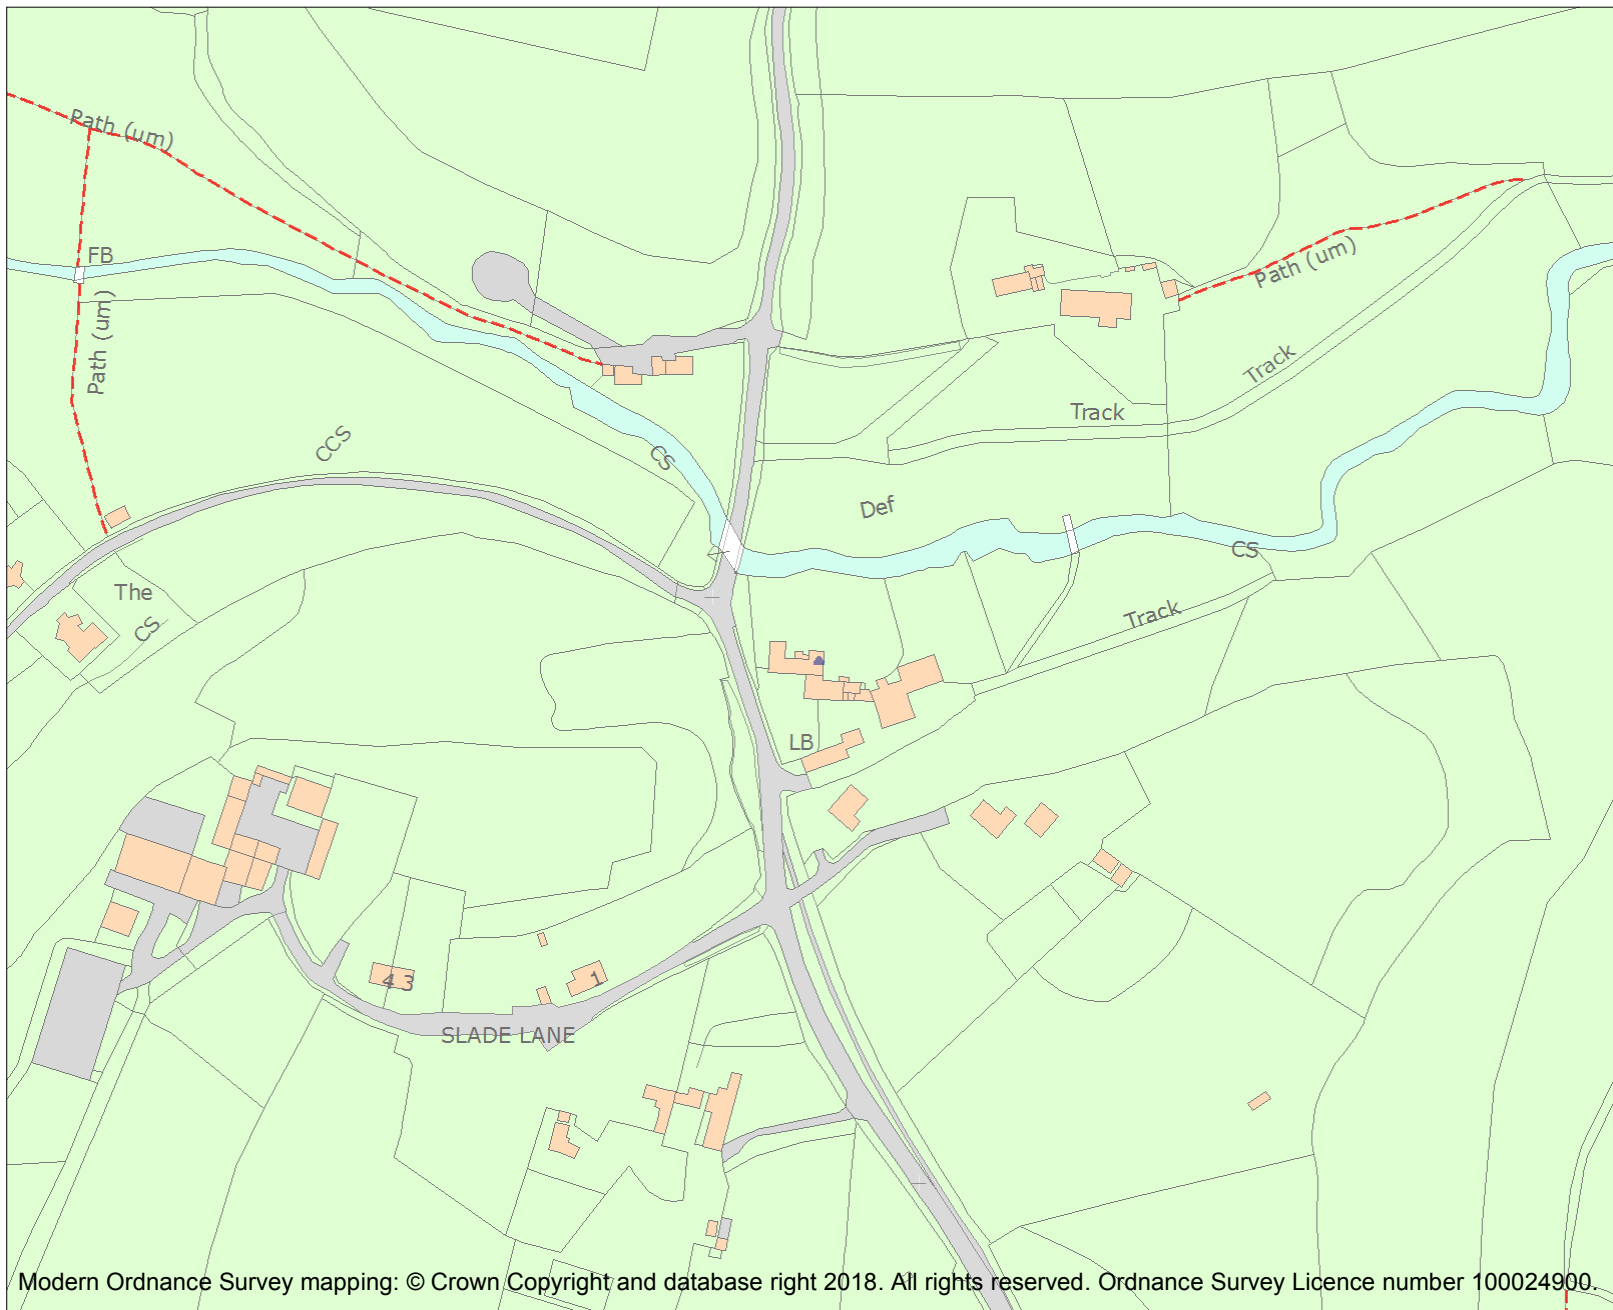 Path (um)
FB
Path (um)
Path (um)
Track
Track
CCS
CS
Def
CS
The
CS
Track
LB
4 3
1
SLADE LANE
Modern Ordnance Survey mapping: © Crown Copyright and database right 2018. All rights reserved. Ordnance Survey Licence number 100024900.